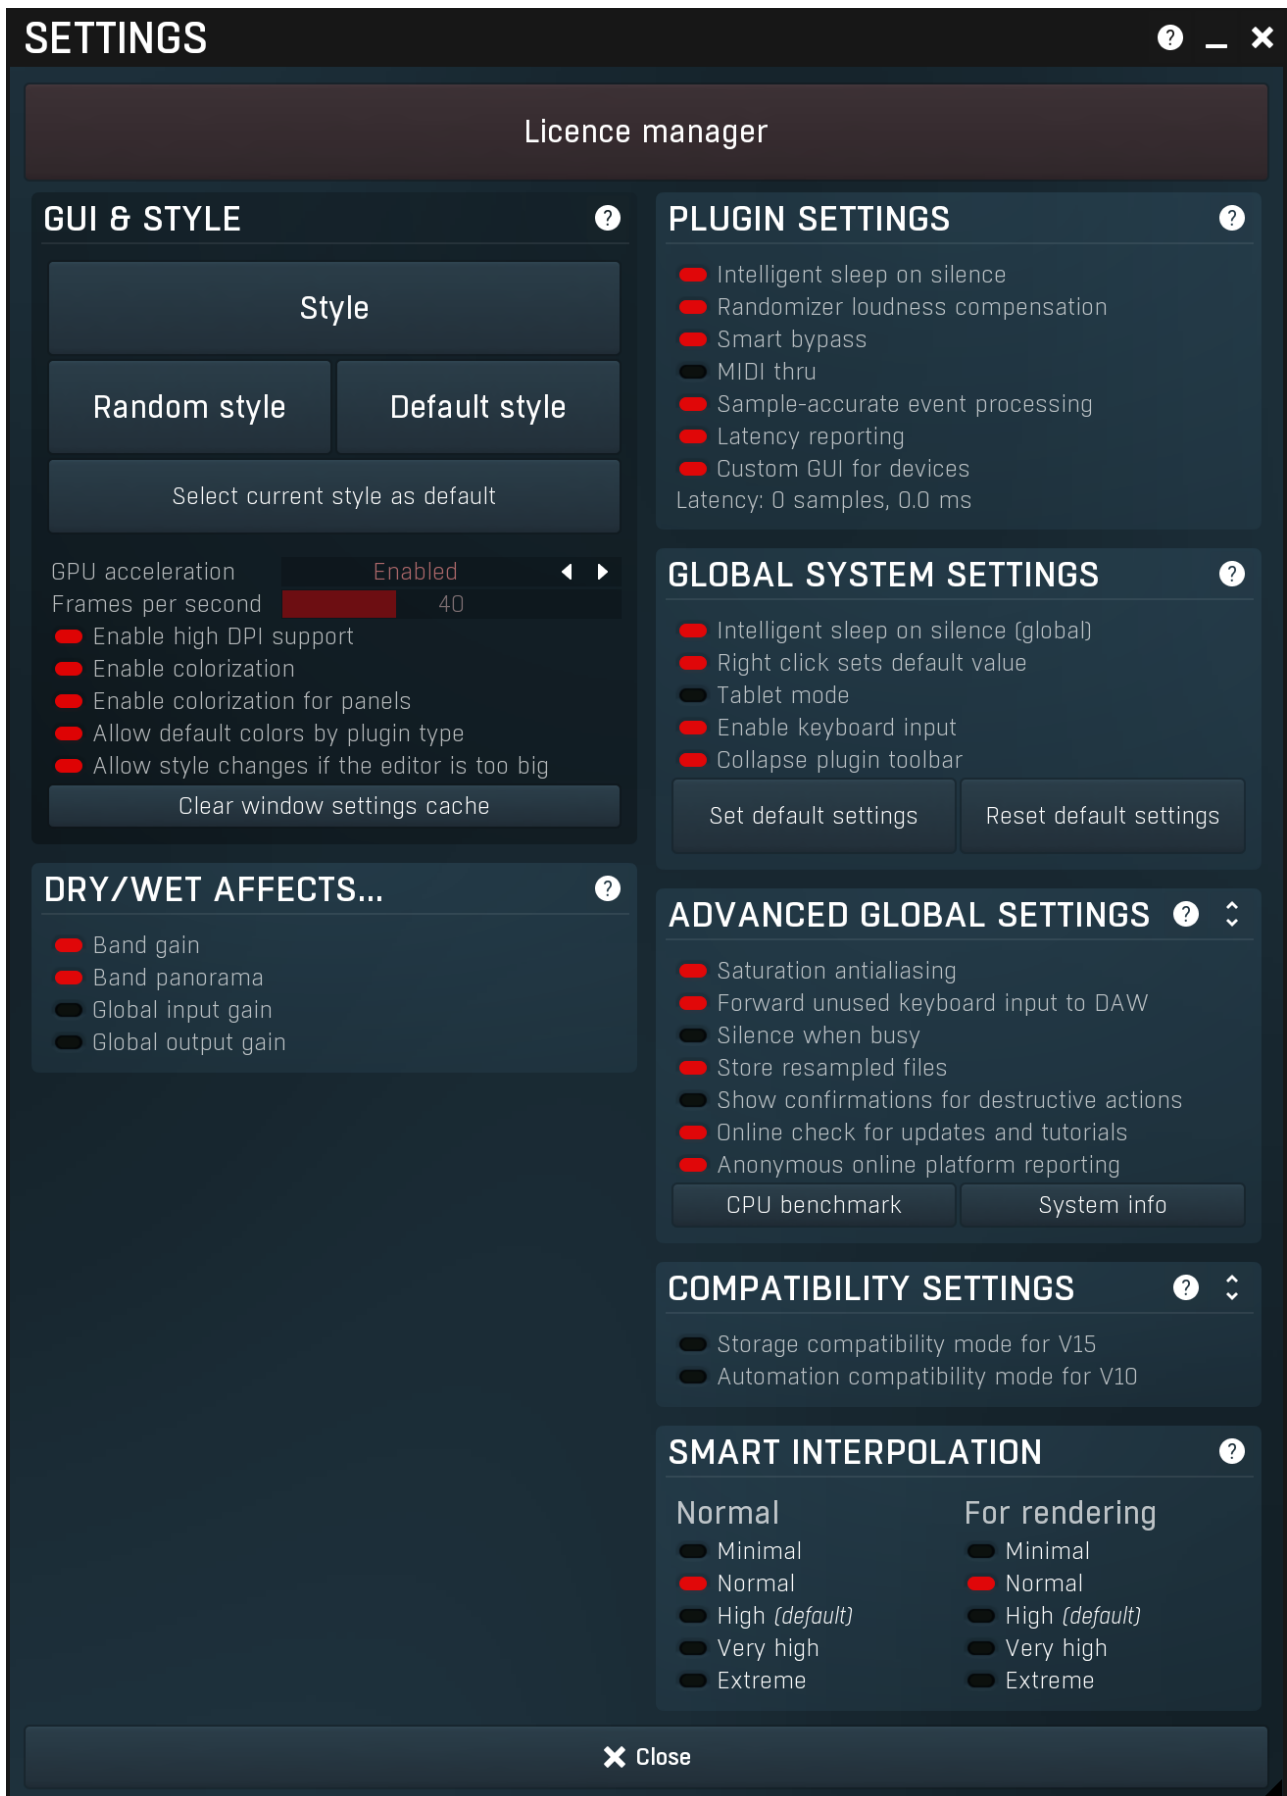 SETTINGS
Licence manager
GUI & STYLE
Style
Random style
Default style
Select current style as default
GPU acceleration Enabled
Frames per second 40
Enable high DPI support
Enable colorization
Enable colorization for panels
Allow default colors by plugin type
Allow style changes if the editor is too big
Clear window settings cache
DRY/WET AFFECTS...
Band gain
Band panorama
Global input gain
Global output gain
PLUGIN SETTINGS
Intelligent sleep on silence
Randomizer loudness compensation
Smart bypass
MIDI thru
Sample-accurate event processing
Latency reporting
Custom GUI for devices
Latency: 0 samples, 0.0 ms
GLOBAL SYSTEM SETTINGS
Intelligent sleep on silence (global)
Right click sets default value
Tablet mode
Enable keyboard input
Collapse plugin toolbar
Set default settings
Reset default settings
ADVANCED GLOBAL SETTINGS
Saturation antialiasing
Forward unused keyboard input to DAW
Silence when busy
Store resampled files
Show confirmations for destructive actions
Online check for updates and tutorials
Anonymous online platform reporting
CPU benchmark
System info
COMPATIBILITY SETTINGS
Storage compatibility mode for V15
Automation compatibility mode for V10
SMART INTERPOLATION
Normal
Minimal
Normal
High (default)
Very high
Extreme
For rendering
Minimal
Normal
High (default)
Very high
Extreme
Close